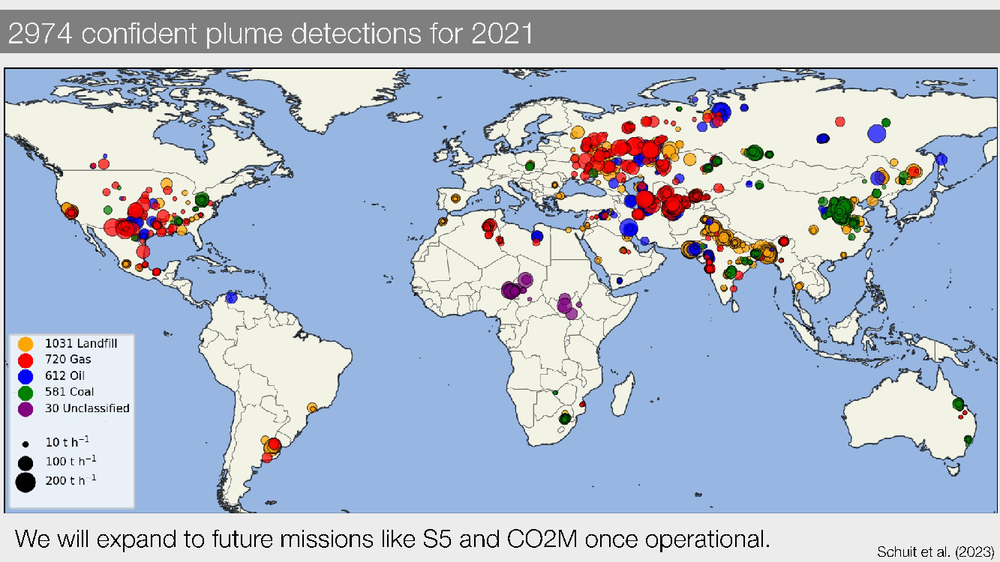 2974 confident plume detections for 2021
1031 Landfill
720 Gas
612 Oil
581 Coal
30 Unclassified
10 t h⁻¹
100 t h⁻¹
200 t h⁻¹
We will expand to future missions like S5 and CO2M once operational.
Schuit et al. (2023)